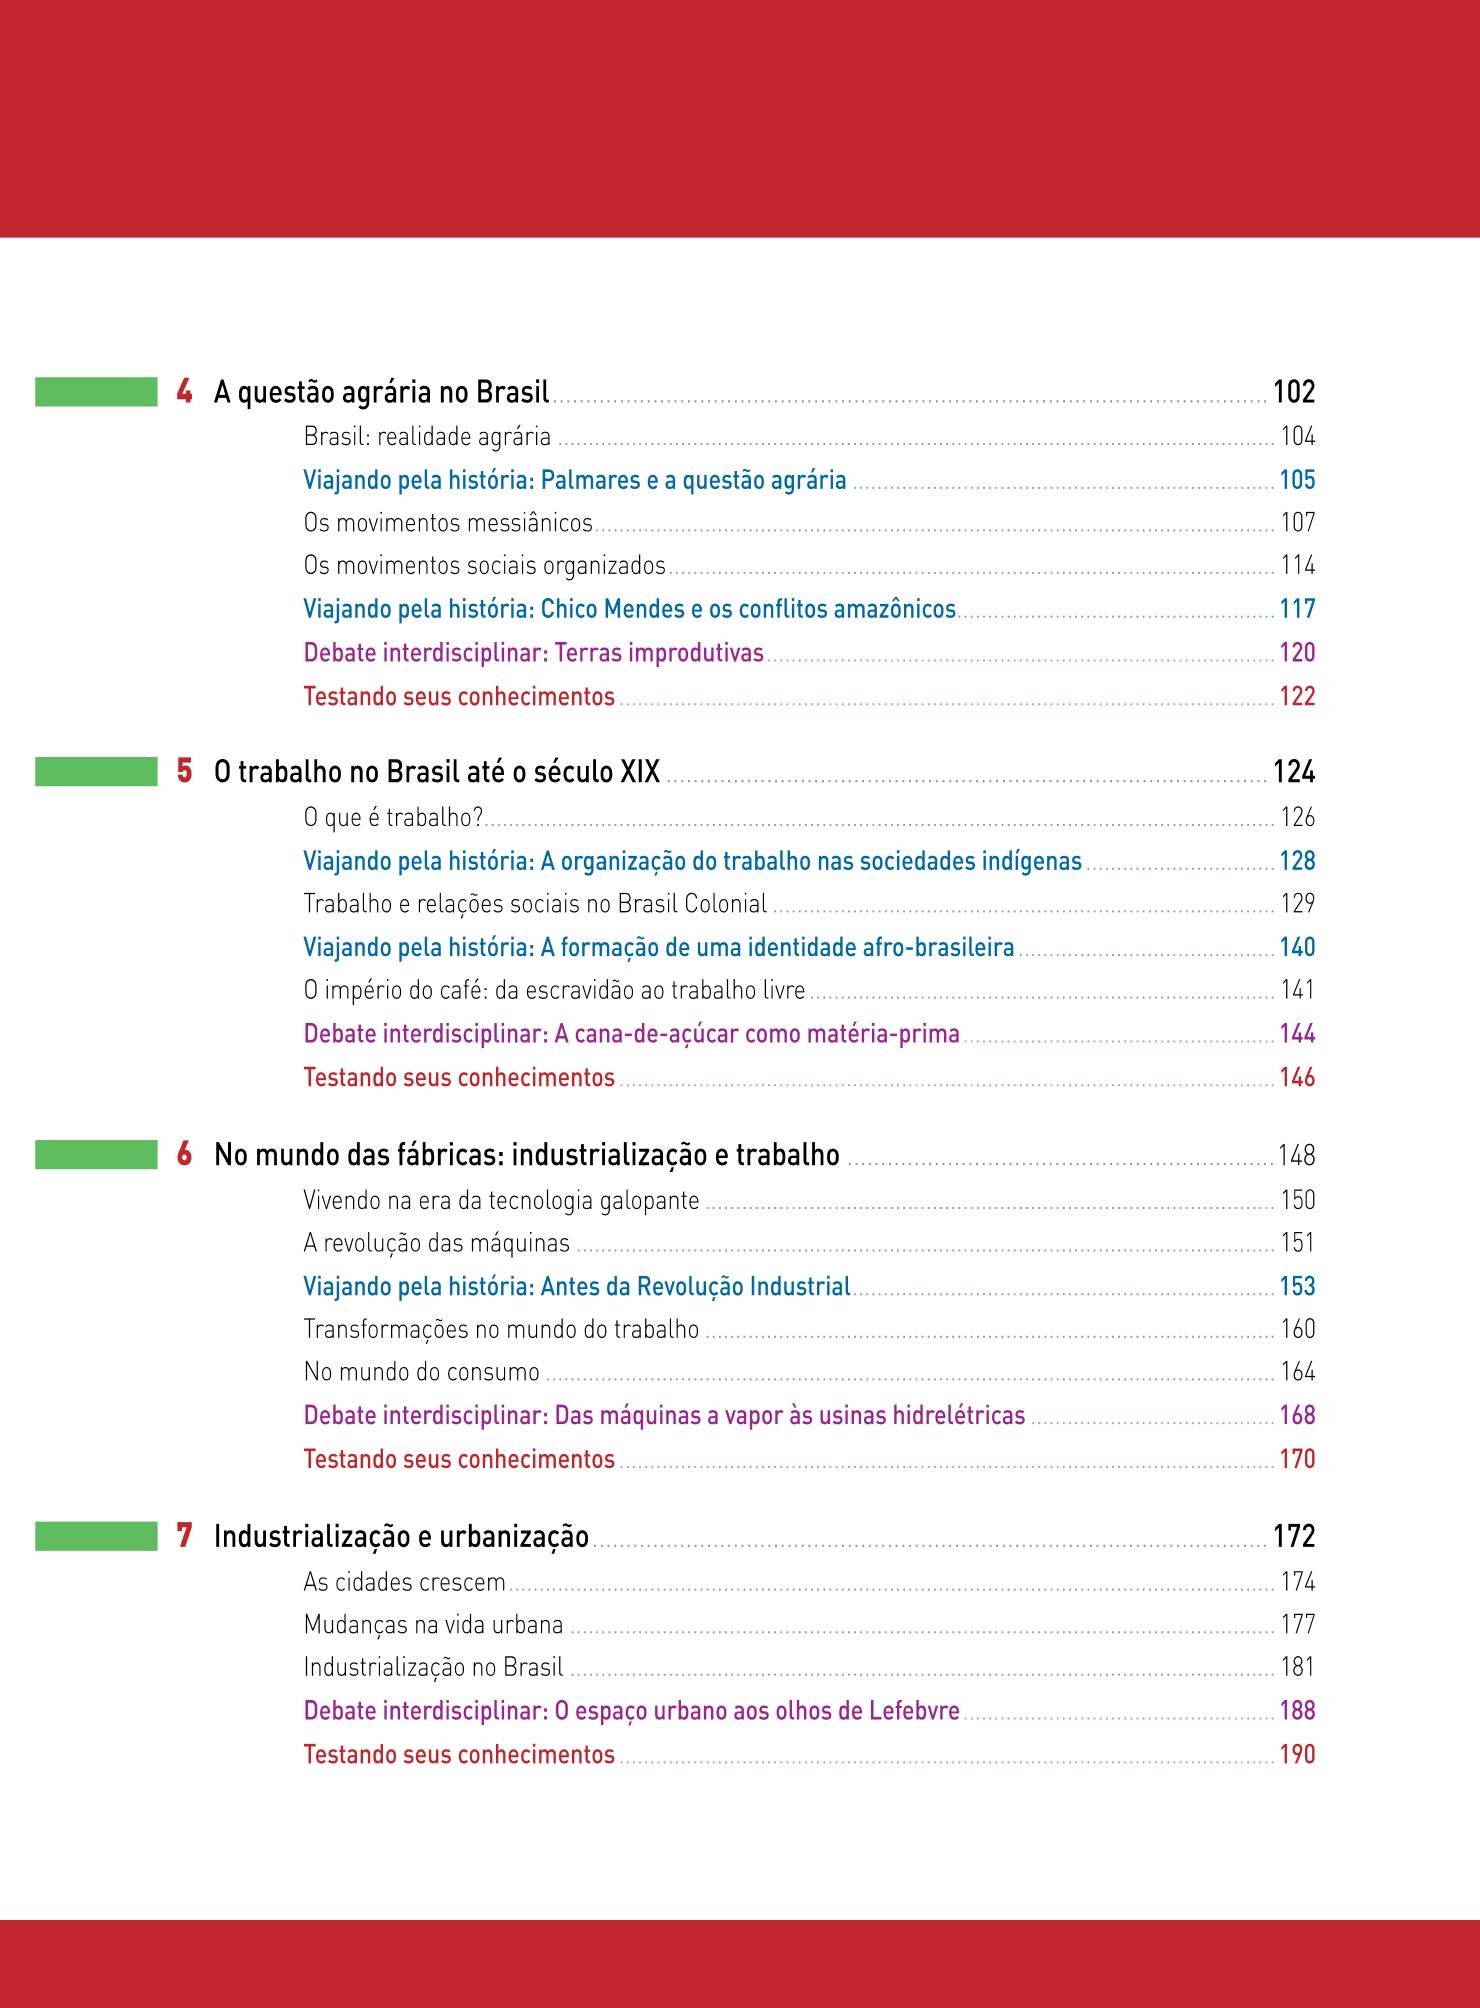 4 A questão agrária no Brasil 102
Brasil: realidade agrária 104
Viajando pela história: Palmares e a questão agrária 105
Os movimentos messiânicos 107
Os movimentos sociais organizados 114
Viajando pela história: Chico Mendes e os conflitos amazônicos 117
Debate interdisciplinar: Terras improdutivas 120
Testando seus conhecimentos 122
5 O trabalho no Brasil até o século XIX 124
O que é trabalho? 126
Viajando pela história: A organização do trabalho nas sociedades indígenas 128
Trabalho e relações sociais no Brasil Colonial 129
Viajando pela história: A formação de uma identidade afro-brasileira 140
O império do café: da escravidão ao trabalho livre 141
Debate interdisciplinar: A cana-de-açúcar como matéria-prima 144
Testando seus conhecimentos 146
6 No mundo das fábricas: industrialização e trabalho 148
Vivendo na era da tecnologia galopante 150
A revolução das máquinas 151
Viajando pela história: Antes da Revolução Industrial 153
Transformações no mundo do trabalho 160
No mundo do consumo 164
Debate interdisciplinar: Das máquinas a vapor às usinas hidrelétricas 168
Testando seus conhecimentos 170
7 Industrialização e urbanização 172
As cidades crescem 174
Mudanças na vida urbana 177
Industrialização no Brasil 181
Debate interdisciplinar: O espaço urbano aos olhos de Lefebvre 188
Testando seus conhecimentos 190